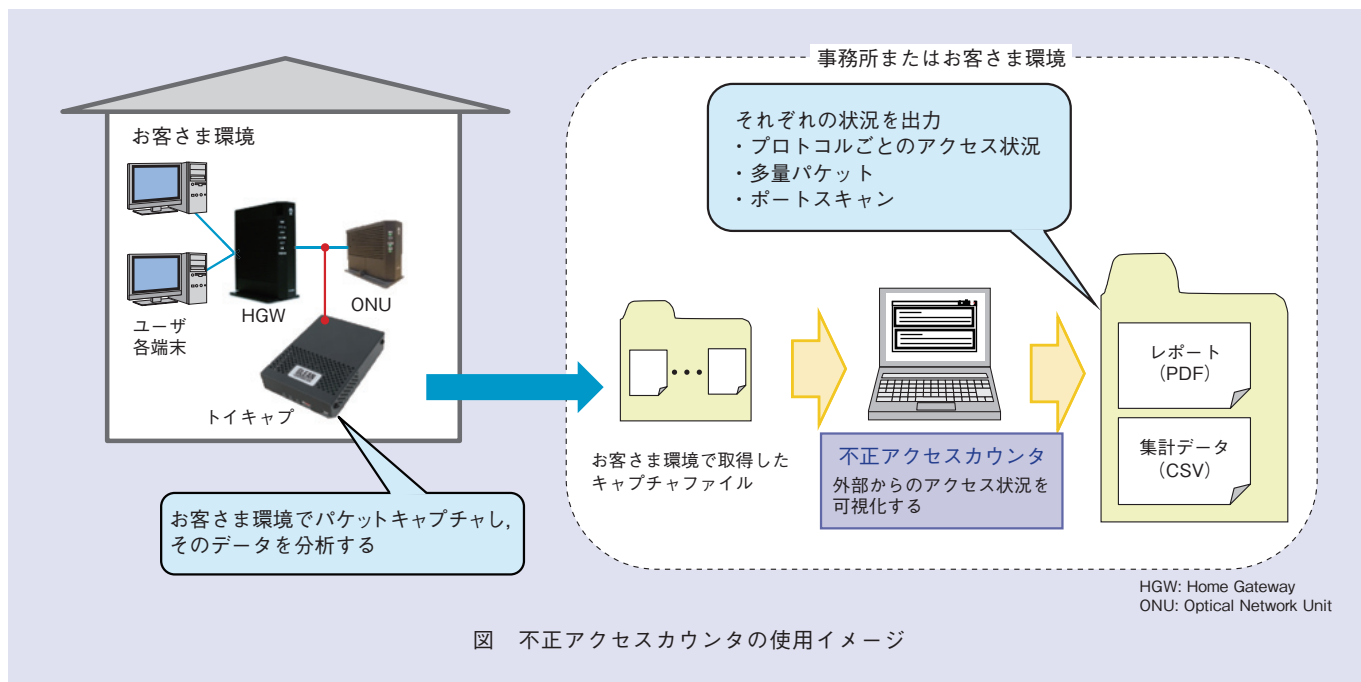 お客さま環境
ユーザ
各端末
HGW
ONU
トイキャプ
お客さま環境でパケットキャプチャし，
そのデータを分析する
事務所またはお客さま環境
それぞれの状況を出力
・プロトコルごとのアクセス状況
・多量パケット
・ポートスキャン
お客さま環境で取得した
キャプチャファイル
不正アクセスカウンタ
外部からのアクセス状況を
可視化する
レポート
（PDF）
集計データ
（CSV）
HGW: Home Gateway
ONU: Optical Network Unit
図　不正アクセスカウンタの使用イメージ